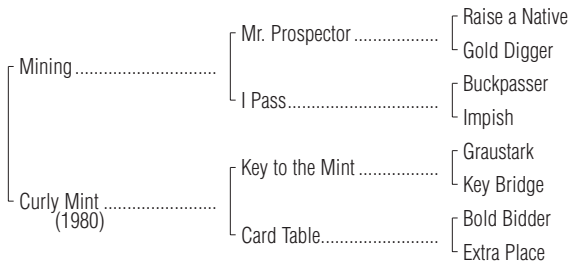 Raise a Native
Mr. Prospector ..................
Gold Digger
Mining .............................
Buckpasser
I Pass................................
Impish
Graustark
Key to the Mint .................
Key Bridge
Curly Mint .......................
(1980)
Bold Bidder
Card Table.........................
Extra Place